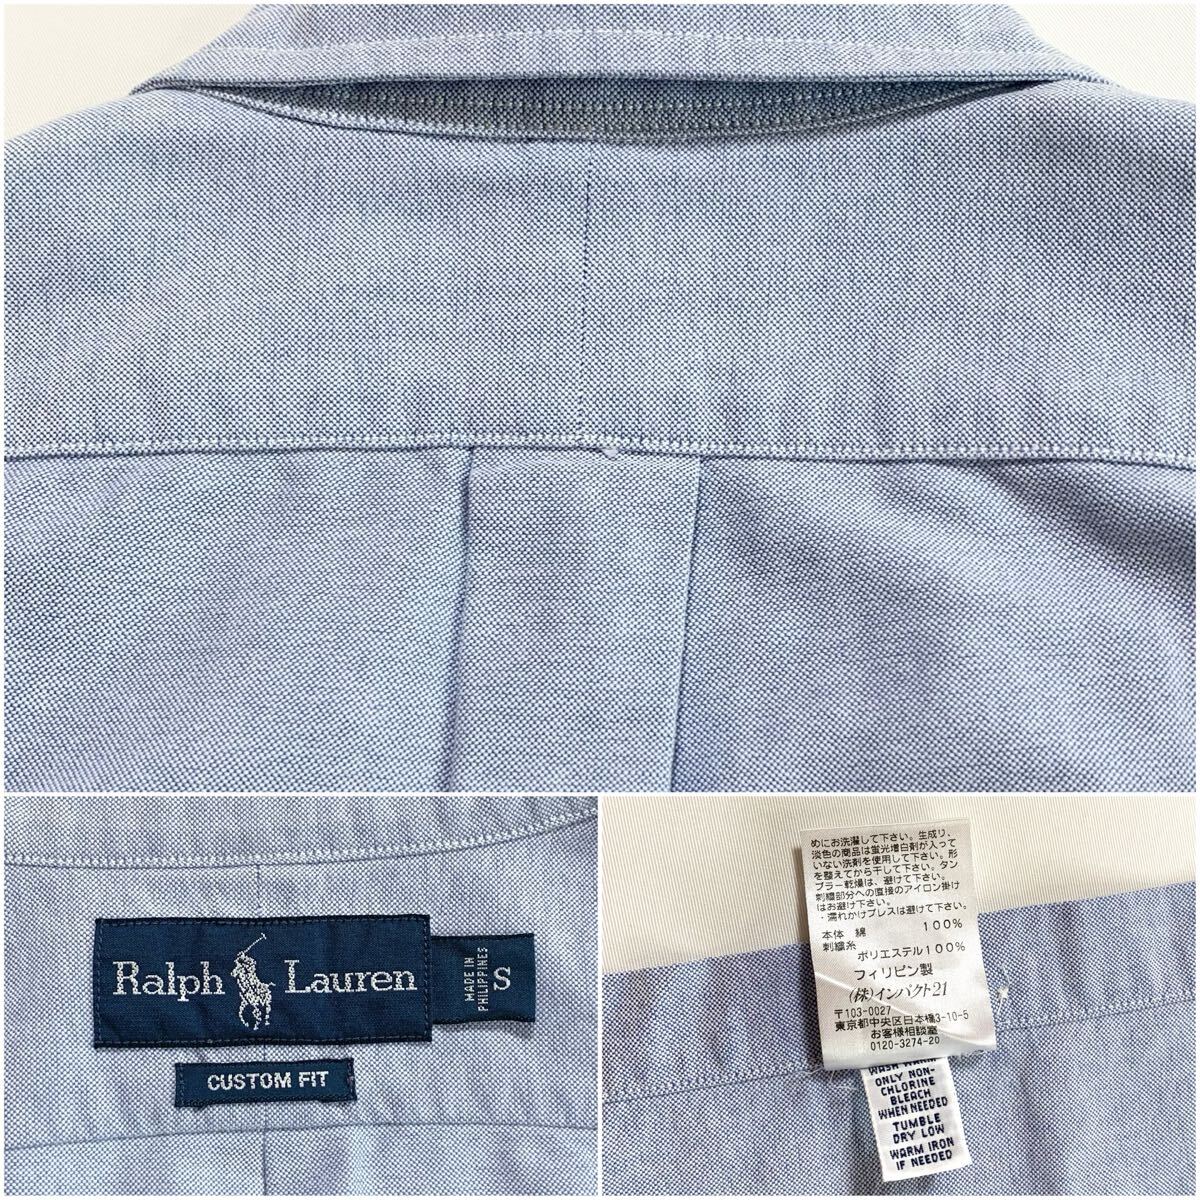 Ralph Lauren
MADE IN
PHILIPPINES
S
CUSTOM FIT
めにお洗濯して下さい。生成り、
淡色の商品は蛍光増白剤が入って
いない洗剤を使用して下さい。形
を整えてから干して下さい。タン
ブラー乾燥は、避けて下さい。
刺繍部分への直接のアイロン掛け
はお避け下さい。
・濡れかけプレスは避けて下さい。
本体 綿 100%
刺繍糸
ポリエステル100%
フィリピン製
(株)インパクト21
〒103-0027
東京都中央区日本橋3-10-5
お客様相談室
0120-3274-20
WASH WARM
ONLY NON-
CHLORINE
BLEACH
WHEN NEEDED
TUMBLE
DRY LOW
WARM IRON
IF NEEDED